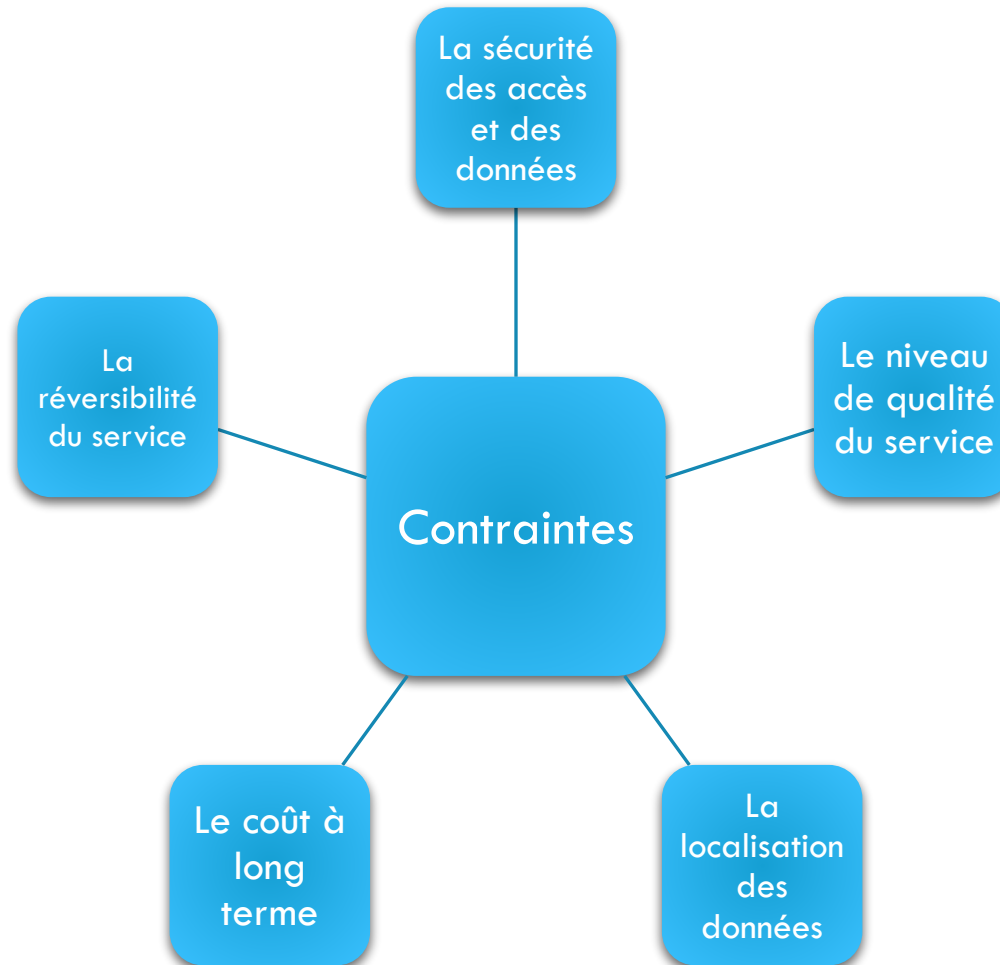 La sécurité
des accès
et des
données
La
réversibilité
du service
Le niveau
de qualité
du service
Contraintes
Le coût à
long
terme
La
localisation
des
données